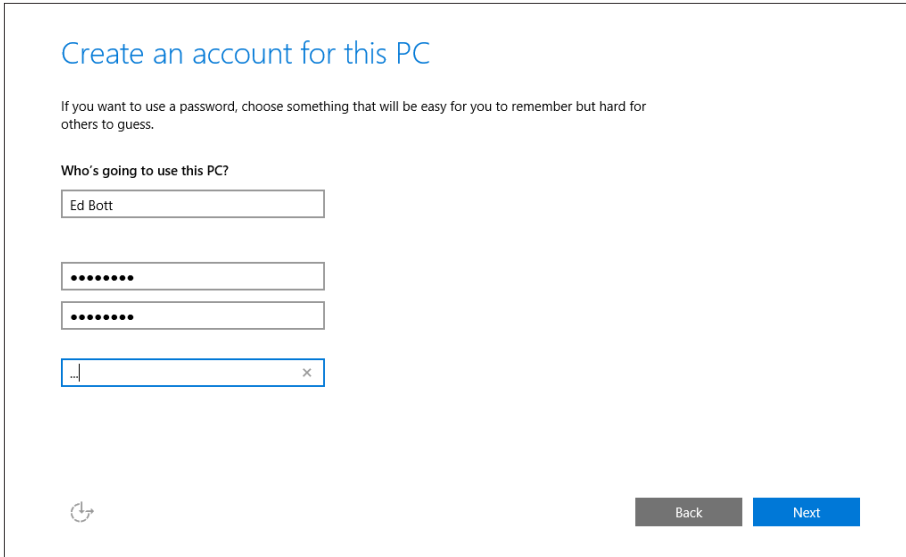 Create an account for this PC
If you want to use a password, choose something that will be easy for you to remember but hard for
others to guess.
Who's going to use this PC?
Ed Bott
●●●●●●●●
●●●●●●●●
...
Back
Next